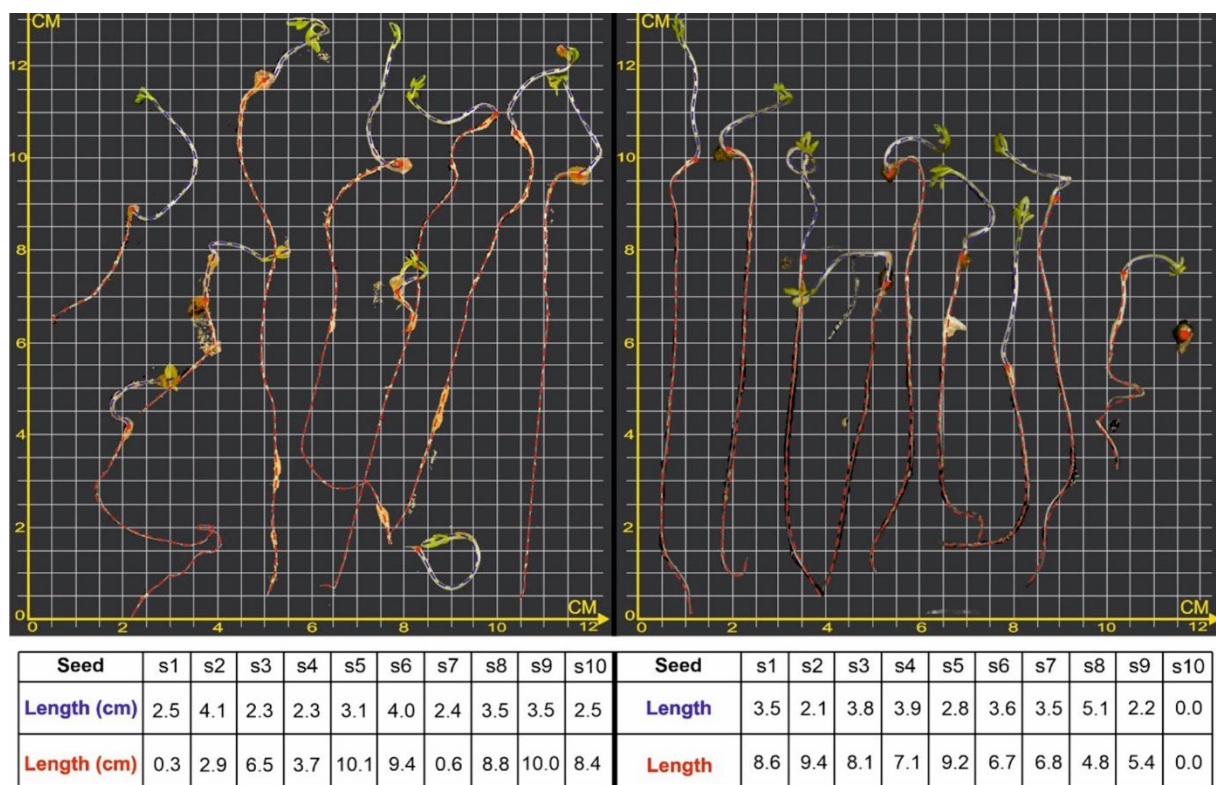 CM
12
10
8
6
4
2
0
0 2 4 6 8 10 12
CM
CM
12
10
8
6
4
2
0
0 2 4 6 8 10 12
CM
Seed s1 s2 s3 s4 s5 s6 s7 s8 s9 s10
Length (cm) 2.5 4.1 2.3 2.3 3.1 4.0 2.4 3.5 3.5 2.5
Length (cm) 0.3 2.9 6.5 3.7 10.1 9.4 0.6 8.8 10.0 8.4
Seed s1 s2 s3 s4 s5 s6 s7 s8 s9 s10
Length 3.5 2.1 3.8 3.9 2.8 3.6 3.5 5.1 2.2 0.0
Length 8.6 9.4 8.1 7.1 9.2 6.7 6.8 4.8 5.4 0.0